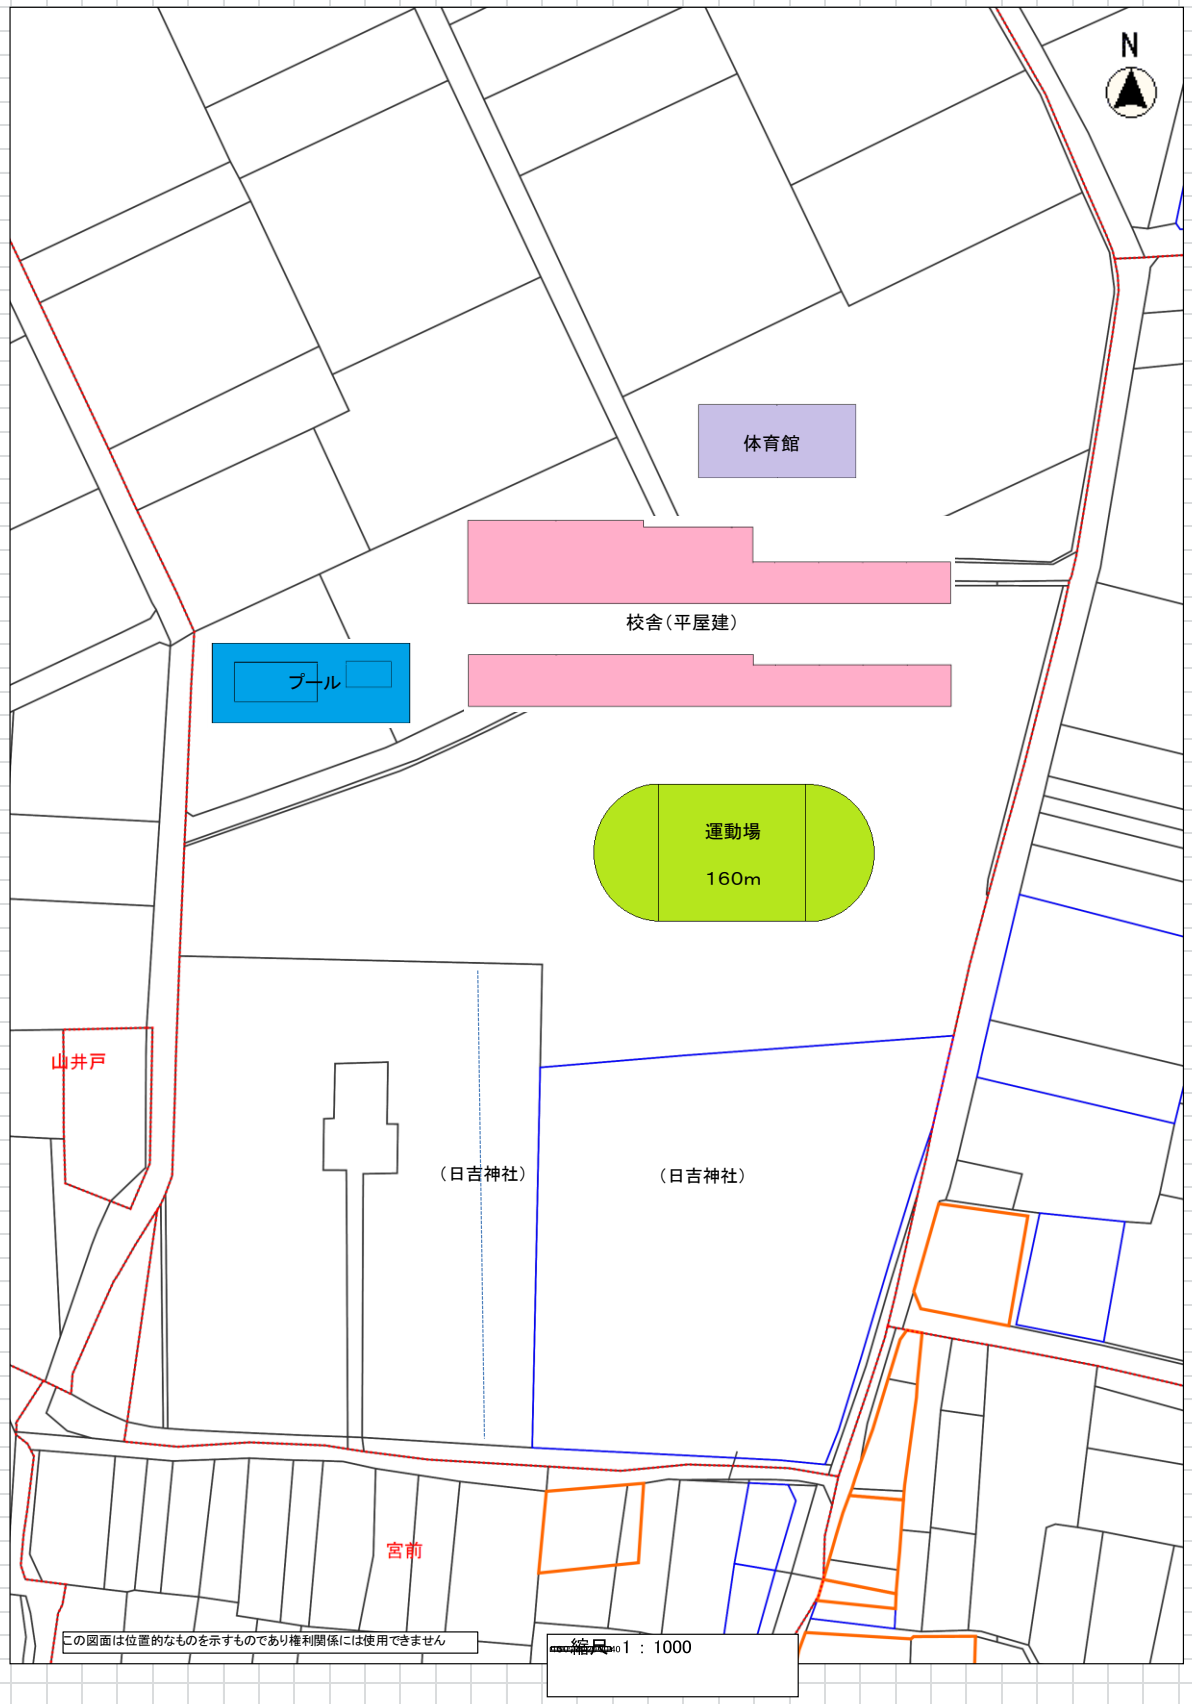 N
体育館
校舎（平屋建）
プール
運動場
160m
山井戸
（日吉神社）
（日吉神社）
宮前
この図面は位置的なものを示すものであり権利関係には使用できません
縮尺 1 : 1000